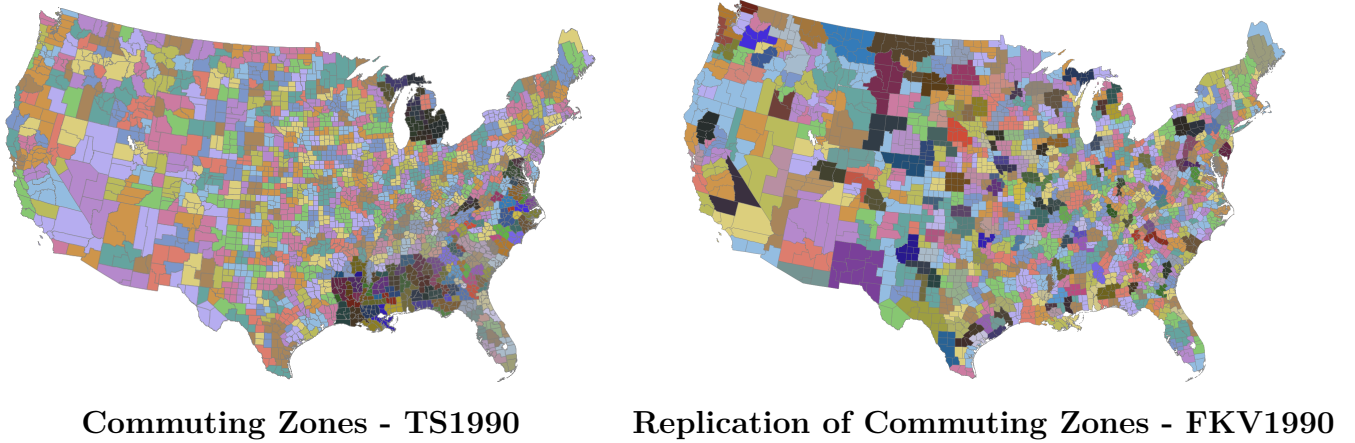 Commuting Zones - TS1990
Replication of Commuting Zones - FKV1990